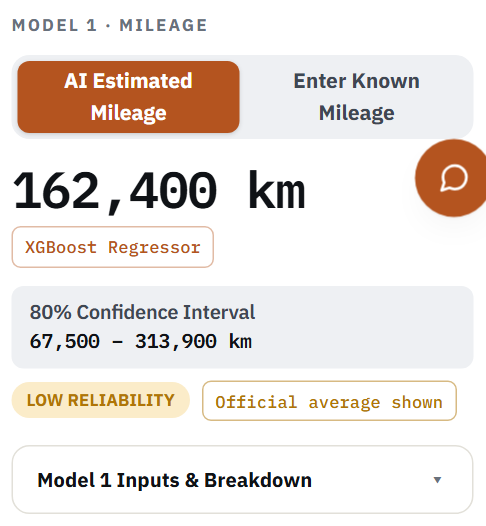 MODEL 1 · MILEAGE
AI Estimated
Mileage
Enter Known
Mileage
162,400 km
XGBoost Regressor
80% Confidence Interval
67,500 – 313,900 km
LOW RELIABILITY
Official average shown
Model 1 Inputs & Breakdown